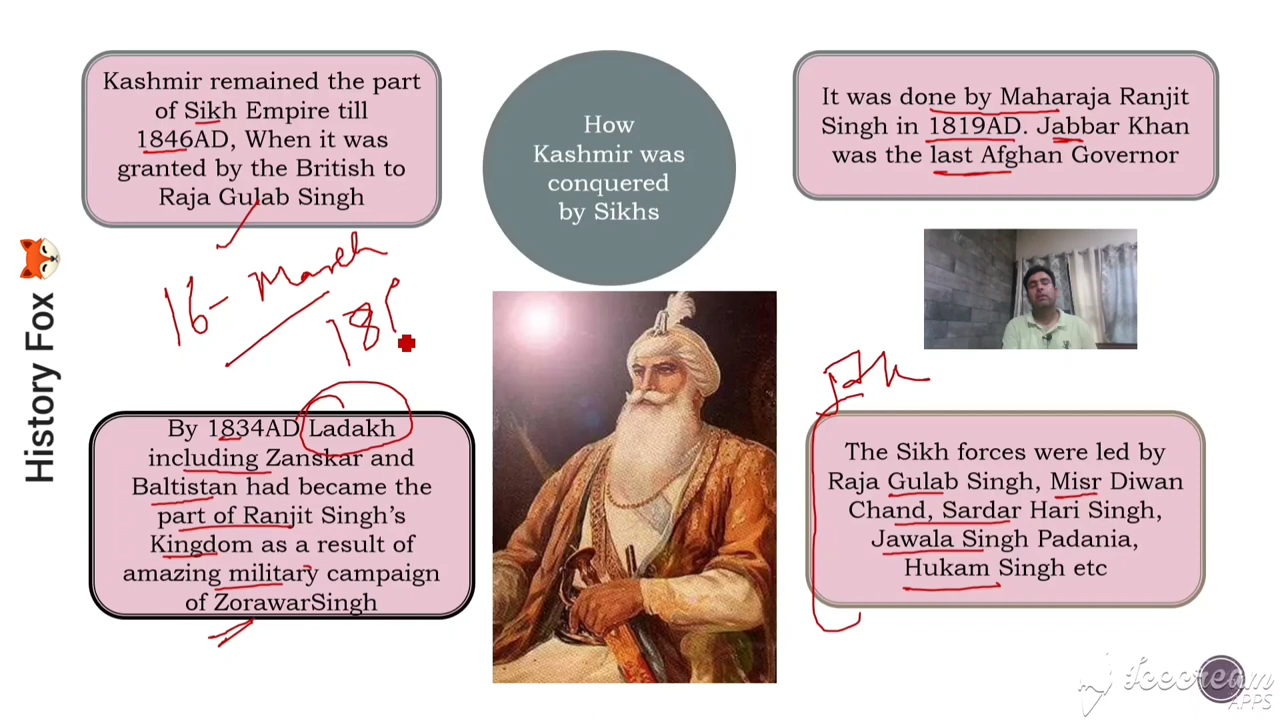 Kashmir remained the part
of Sikh Empire till
1846AD, When it was
granted by the British to
Raja Gulab Singh
How
Kashmir was
conquered
by Sikhs
It was done by Maharaja Ranjit
Singh in 1819AD. Jabbar Khan
was the last Afghan Governor
16- March
18
History Fox
By 1834AD Ladakh
including Zanskar and
Baltistan had became the
part of Ranjit Singh's
Kingdom as a result of
amazing military campaign
of ZorawarSingh
The Sikh forces were led by
Raja Gulab Singh, Misr Diwan
Chand, Sardar Hari Singh,
Jawala Singh Padania,
Hukam Singh etc
Icecream
APPS